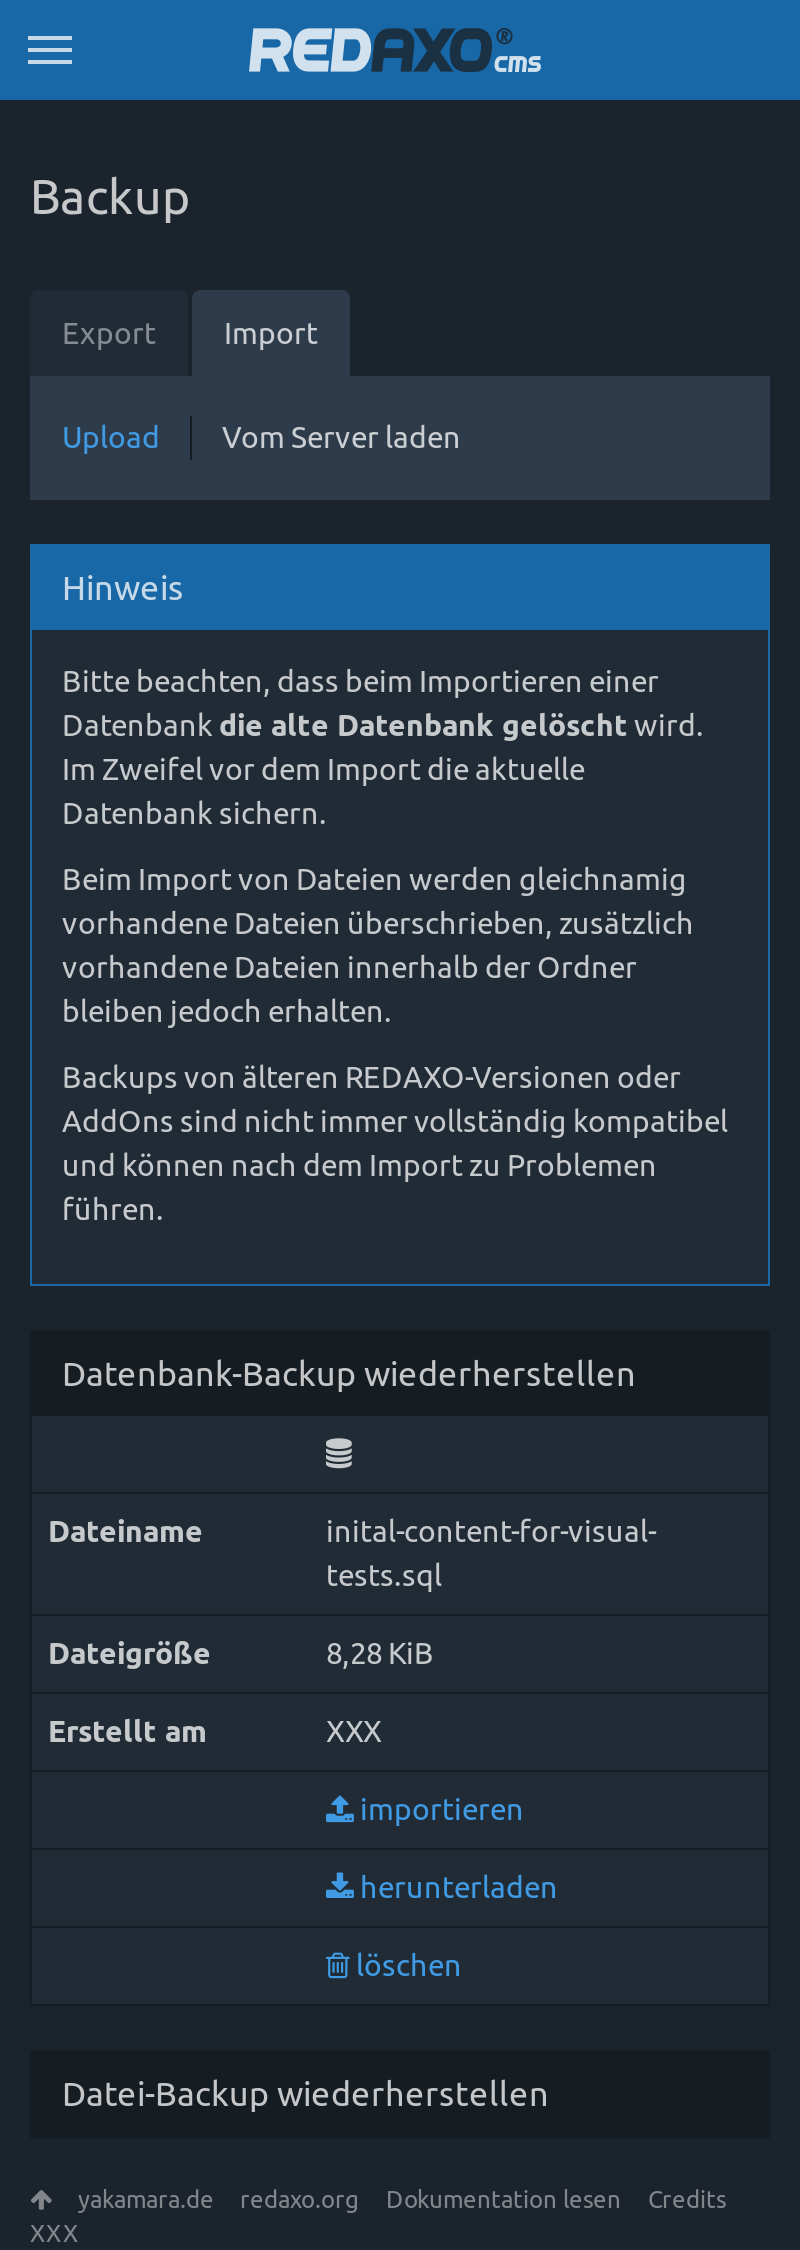 REDAXO® cms
Backup
Export Import
Upload Vom Server laden
Hinweis
Bitte beachten, dass beim Importieren einer
Datenbank die alte Datenbank gelöscht wird.
Im Zweifel vor dem Import die aktuelle
Datenbank sichern.
Beim Import von Dateien werden gleichnamig
vorhandene Dateien überschrieben, zusätzlich
vorhandene Dateien innerhalb der Ordner
bleiben jedoch erhalten.
Backups von älteren REDAXO-Versionen oder
AddOns sind nicht immer vollständig kompatibel
und können nach dem Import zu Problemen
führen.
Datenbank-Backup wiederherstellen
Dateiname inital-content-for-visual-
tests.sql
Dateigröße 8,28 KiB
Erstellt am XXX
importieren
herunterladen
löschen
Datei-Backup wiederherstellen
yakamara.de redaxo.org Dokumentation lesen Credits
XXX